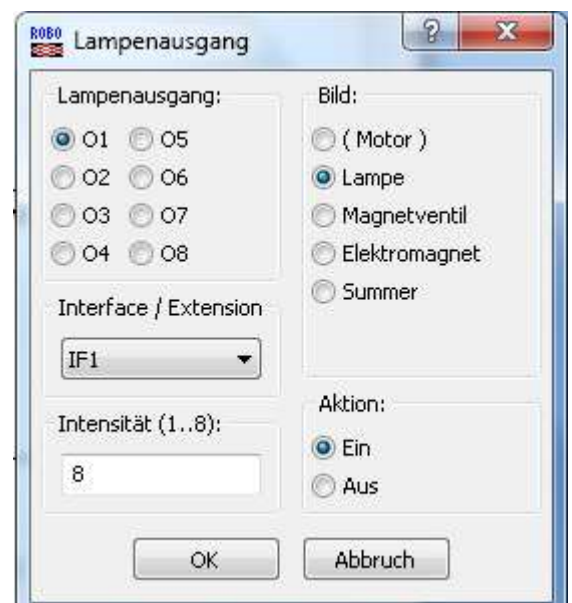 ROBO
Lampenausgang
?
Lampenausgang:
O1 O5
O2 O6
O3 O7
O4 O8
Interface / Extension
IF1
Intensität (1..8):
8
Bild:
( Motor )
Lampe
Magnetventil
Elektromagnet
Summer
Aktion:
Ein
Aus
OK Abbruch